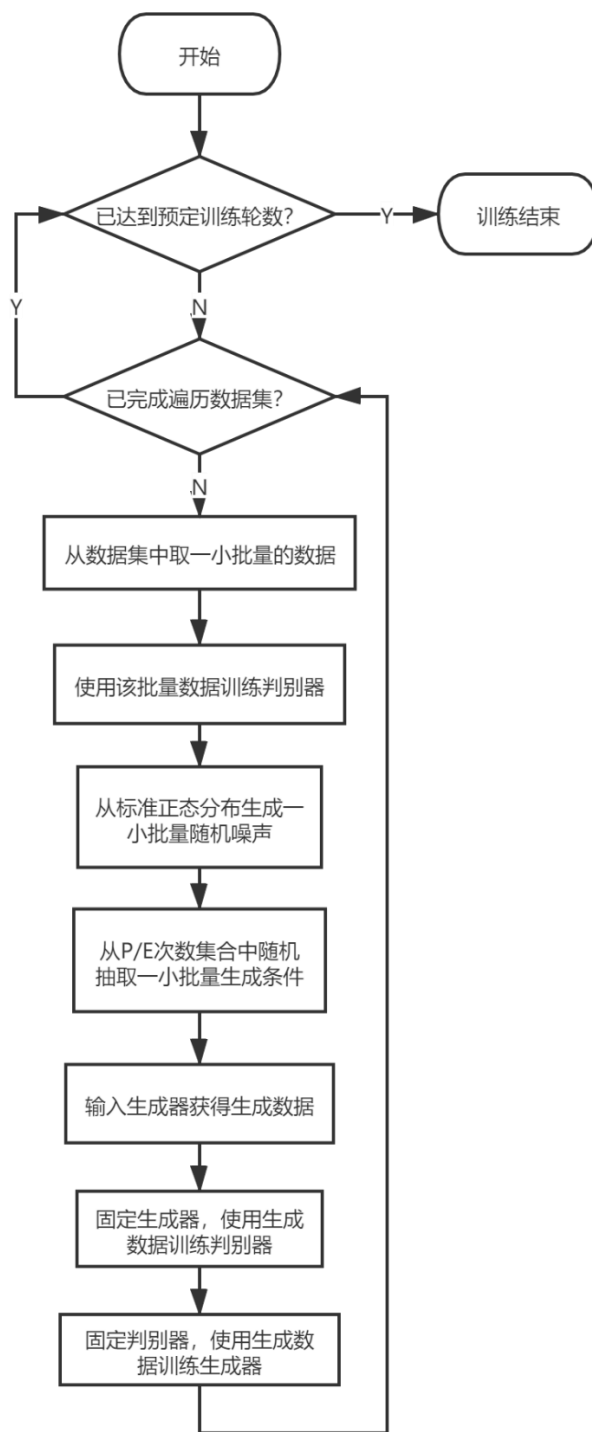 开始
已达到预定训练轮数？
Y
训练结束
N
Y
已完成遍历数据集？
N
从数据集中取一小批量的数据
使用该批量数据训练判别器
从标准正态分布生成一
小批量随机噪声
从P/E次数集合中随机
抽取一小批量生成条件
输入生成器获得生成数据
固定生成器，使用生成
数据训练判别器
固定判别器，使用生成数
据训练生成器